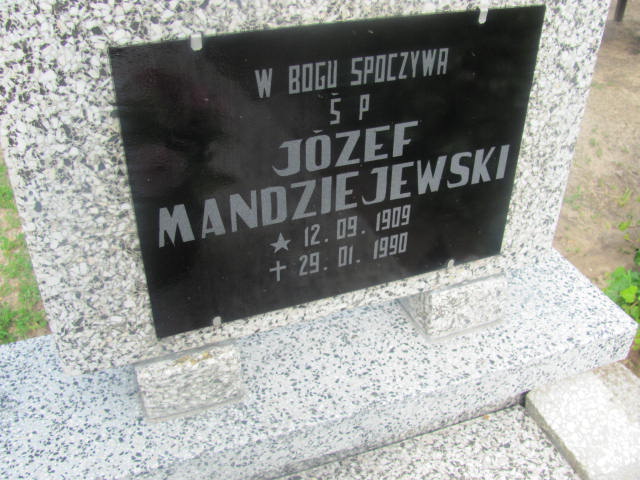 W BOGU SPOCZYWA
Ś P
JÓZEF
MANDZIEJEWSKI
★ 12. 09. 1909
✝ 29. 01. 1990